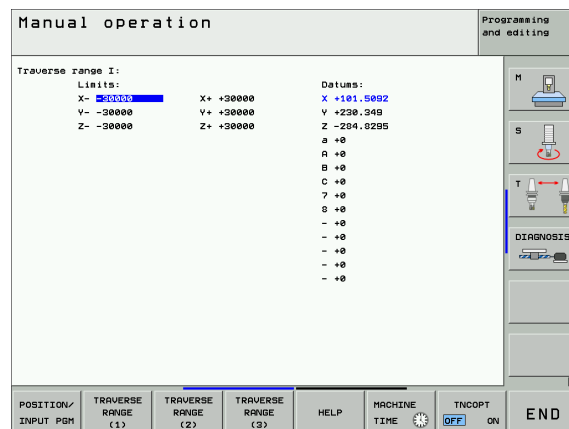 Manual operation
Programming
and editing
Traverse range I:
Limits: Datums:
X- -30000 X+ +30000 X +101.5092
Y- -30000 Y+ +30000 Y +230.349
Z- -30000 Z+ +30000 Z -284.8295
a +0
A +0
B +0
C +0
7 +0
8 +0
- +0
- +0
- +0
- +0
- +0
M
S
T
DIAGNOSIS
POSITION/
INPUT PGM
TRAVERSE
RANGE
(1)
TRAVERSE
RANGE
(2)
TRAVERSE
RANGE
(3)
HELP
MACHINE
TIME
TNCOPT
OFF ON
END